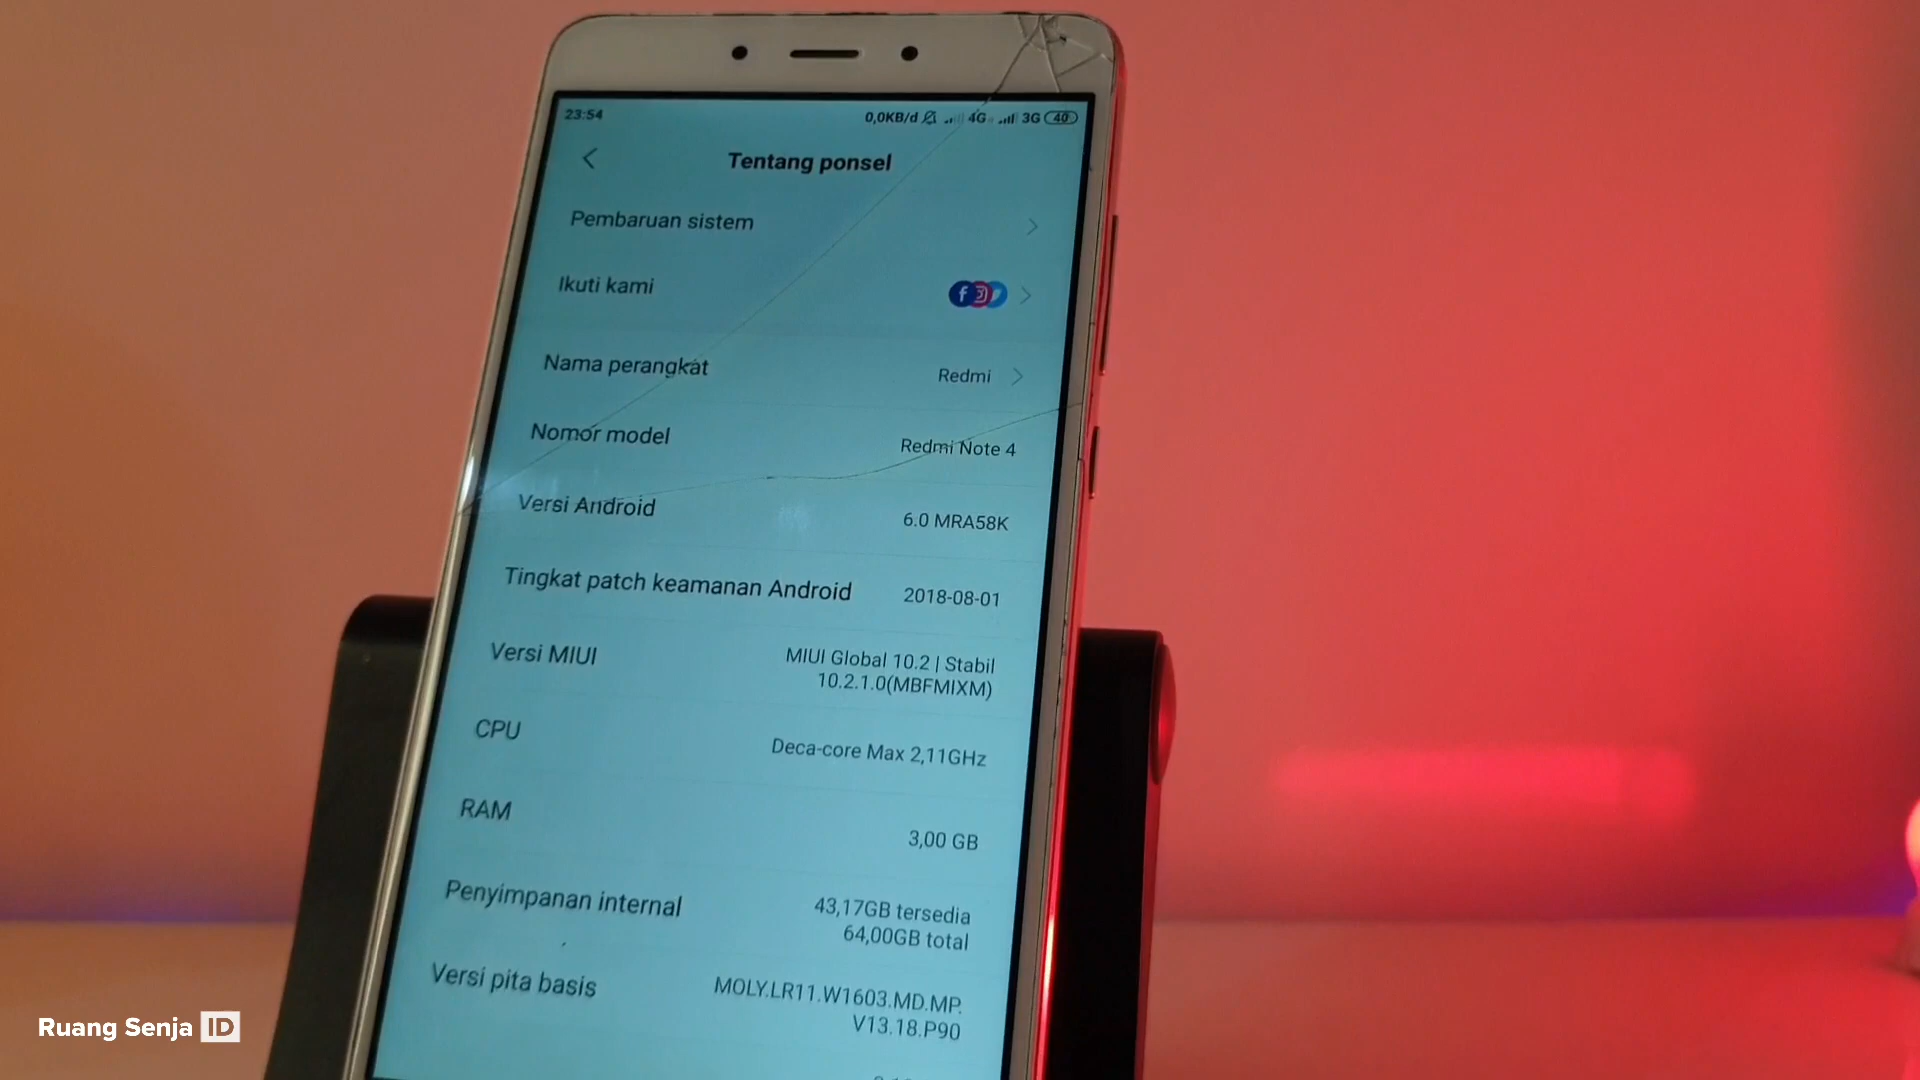 23:54 0,0KB/d 4G 3G 40
Tentang ponsel
Pembaruan sistem
Ikuti kami
Nama perangkat Redmi
Nomor model Redmi Note 4
Versi Android 6.0 MRA58K
Tingkat patch keamanan Android 2018-08-01
Versi MIUI MIUI Global 10.2 | Stabil
10.2.1.0(MBFMIXM)
CPU Deca-core Max 2,11GHz
RAM 3,00 GB
Penyimpanan internal 43,17GB tersedia
64,00GB total
Versi pita basis MOLY.LR11.W1603.MD.MP.
V13.18.P90
Ruang Senja ID